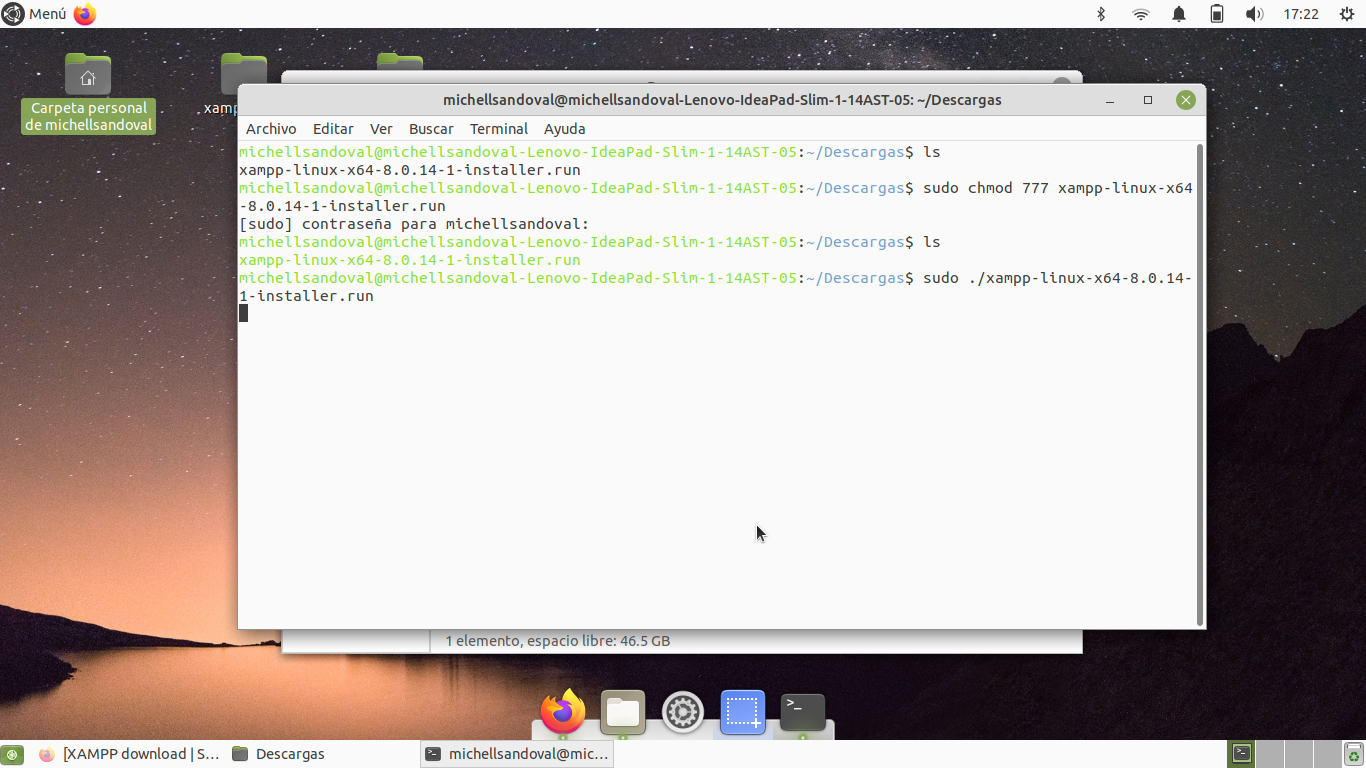 Menú
17:22
Carpeta personal
de michellsandoval
xamp
michellsandoval@michellsandoval-Lenovo-IdeaPad-Slim-1-14AST-05: ~/Descargas
Archivo Editar Ver Buscar Terminal Ayuda
michellsandoval@michellsandoval-Lenovo-IdeaPad-Slim-1-14AST-05:~/Descargas$ ls
xampp-linux-x64-8.0.14-1-installer.run
michellsandoval@michellsandoval-Lenovo-IdeaPad-Slim-1-14AST-05:~/Descargas$ sudo chmod 777 xampp-linux-x64
-8.0.14-1-installer.run
[sudo] contraseña para michellsandoval:
michellsandoval@michellsandoval-Lenovo-IdeaPad-Slim-1-14AST-05:~/Descargas$ ls
xampp-linux-x64-8.0.14-1-installer.run
michellsandoval@michellsandoval-Lenovo-IdeaPad-Slim-1-14AST-05:~/Descargas$ sudo ./xampp-linux-x64-8.0.14-
1-installer.run
1 elemento, espacio libre: 46.5 GB
>_
[XAMPP download | S... Descargas michellsandoval@mic...